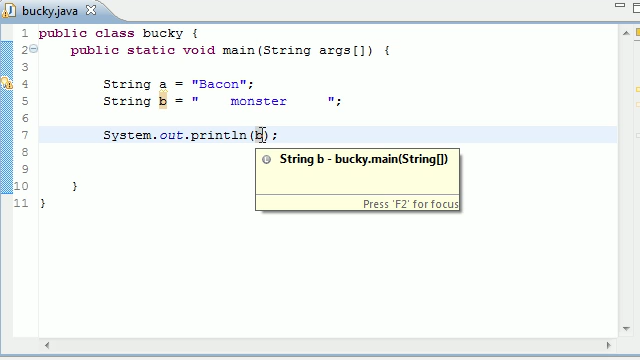 bucky.java
1 public class bucky {
2 public static void main(String args[]) {
3
4 String a = "Bacon";
5 String b = "    monster     ";
6
7 System.out.println(b);
String b - bucky.main(String[])
8
9
Press 'F2' for focus
10 }
11 }